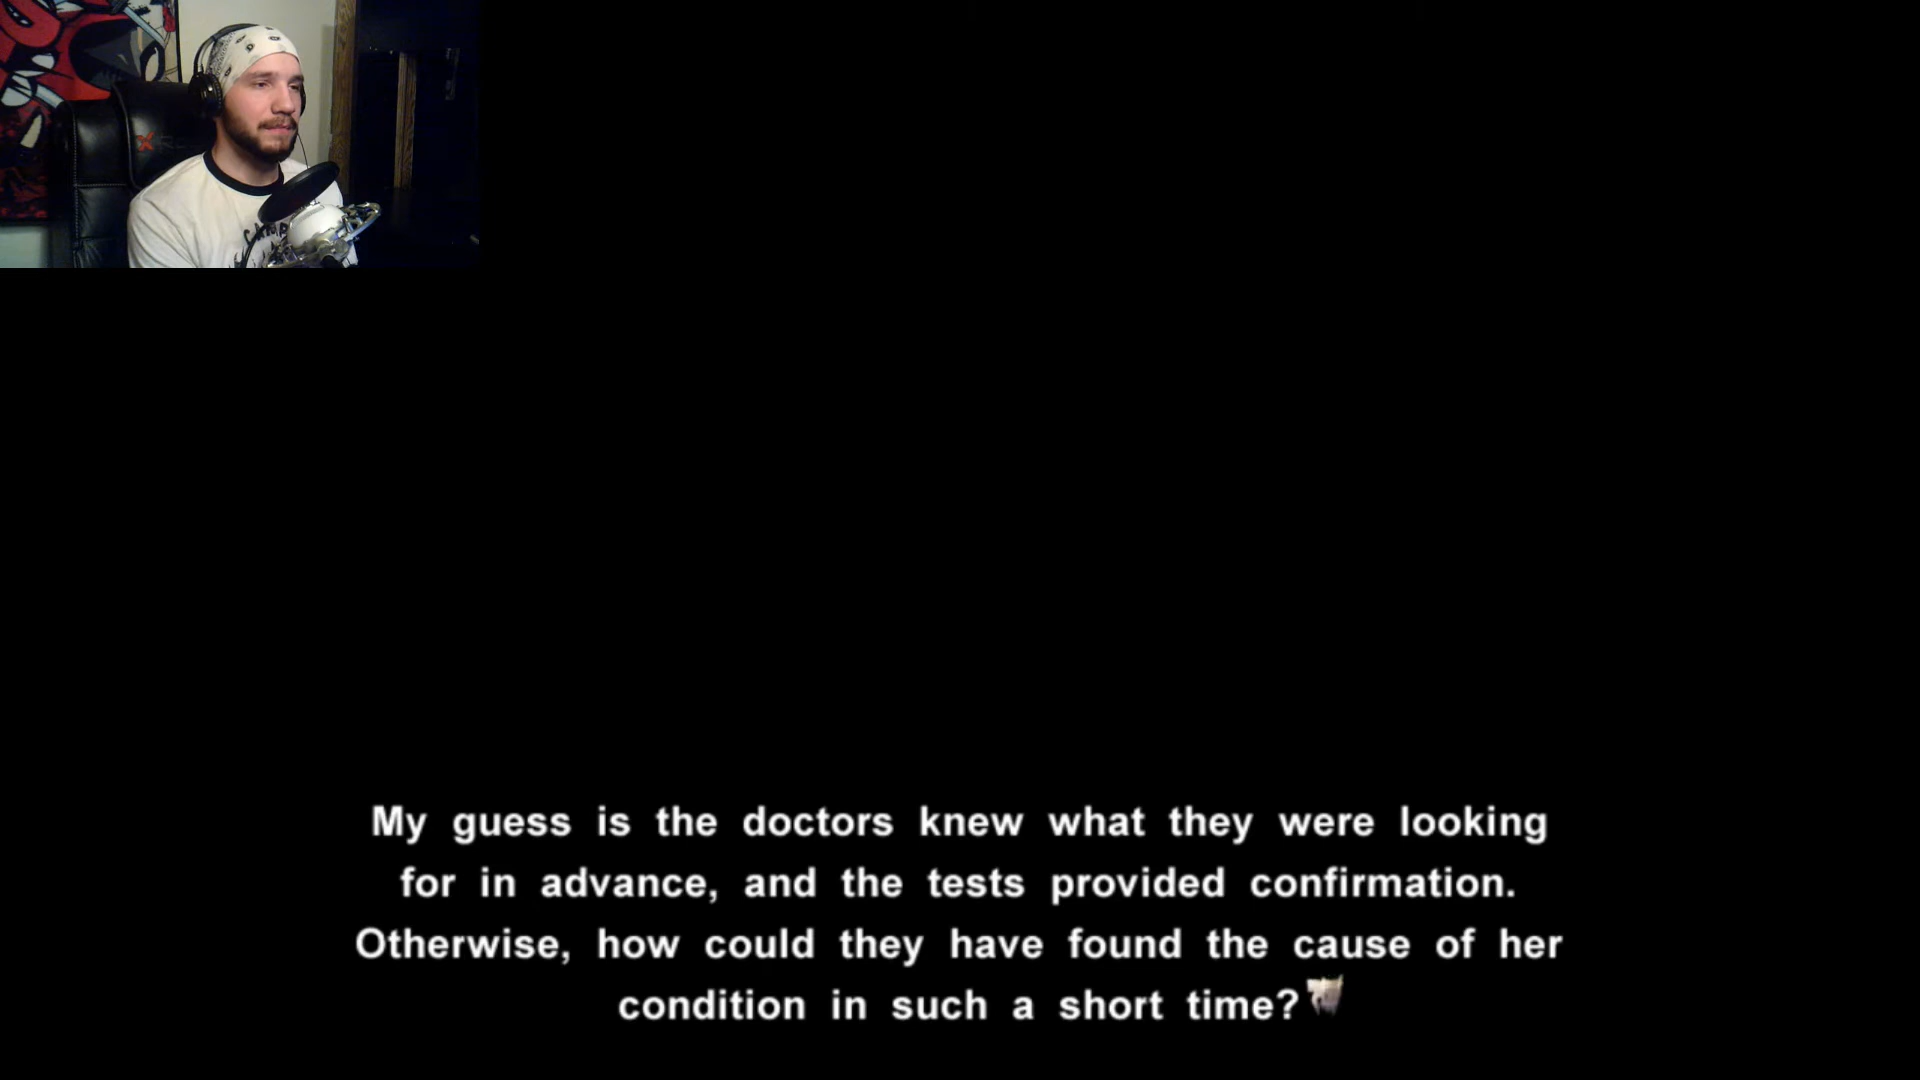 My guess is the doctors knew what they were looking
for in advance, and the tests provided confirmation.
Otherwise, how could they have found the cause of her
condition in such a short time?